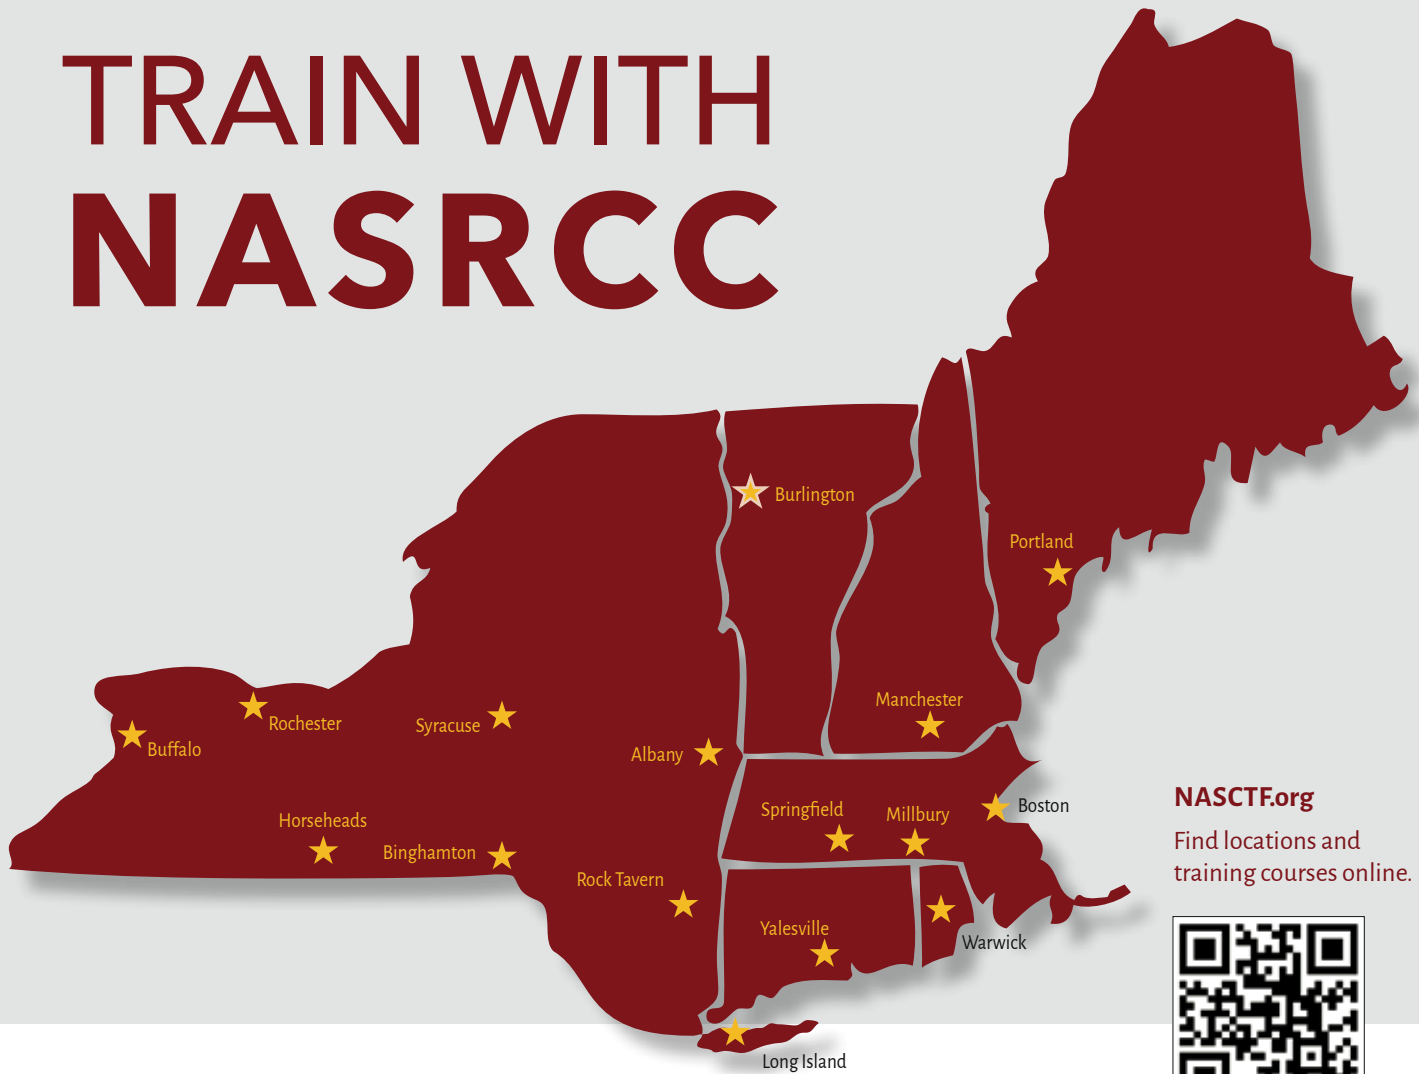 TRAIN WITH
NASRCC
Burlington
Portland
Manchester
Rochester
Syracuse
Buffalo
Albany
Springfield
Millbury
Boston
Horseheads
Binghamton
Rock Tavern
Yalesville
Warwick
Long Island
NASCTF.org
Find locations and
training courses online.